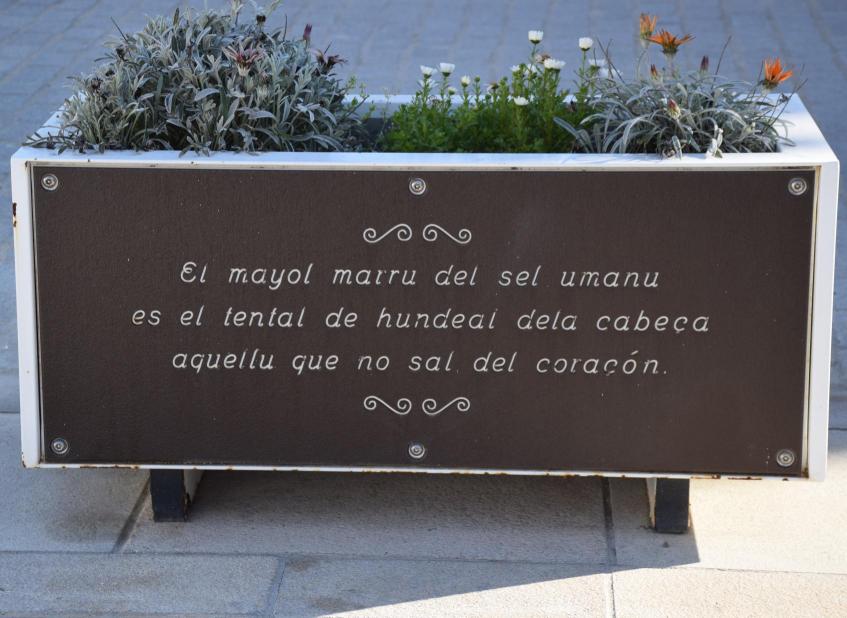 El mayol marru del sel umanu
es el tental de hundeal dela cabeça
aquellu que no sal del coraçón.